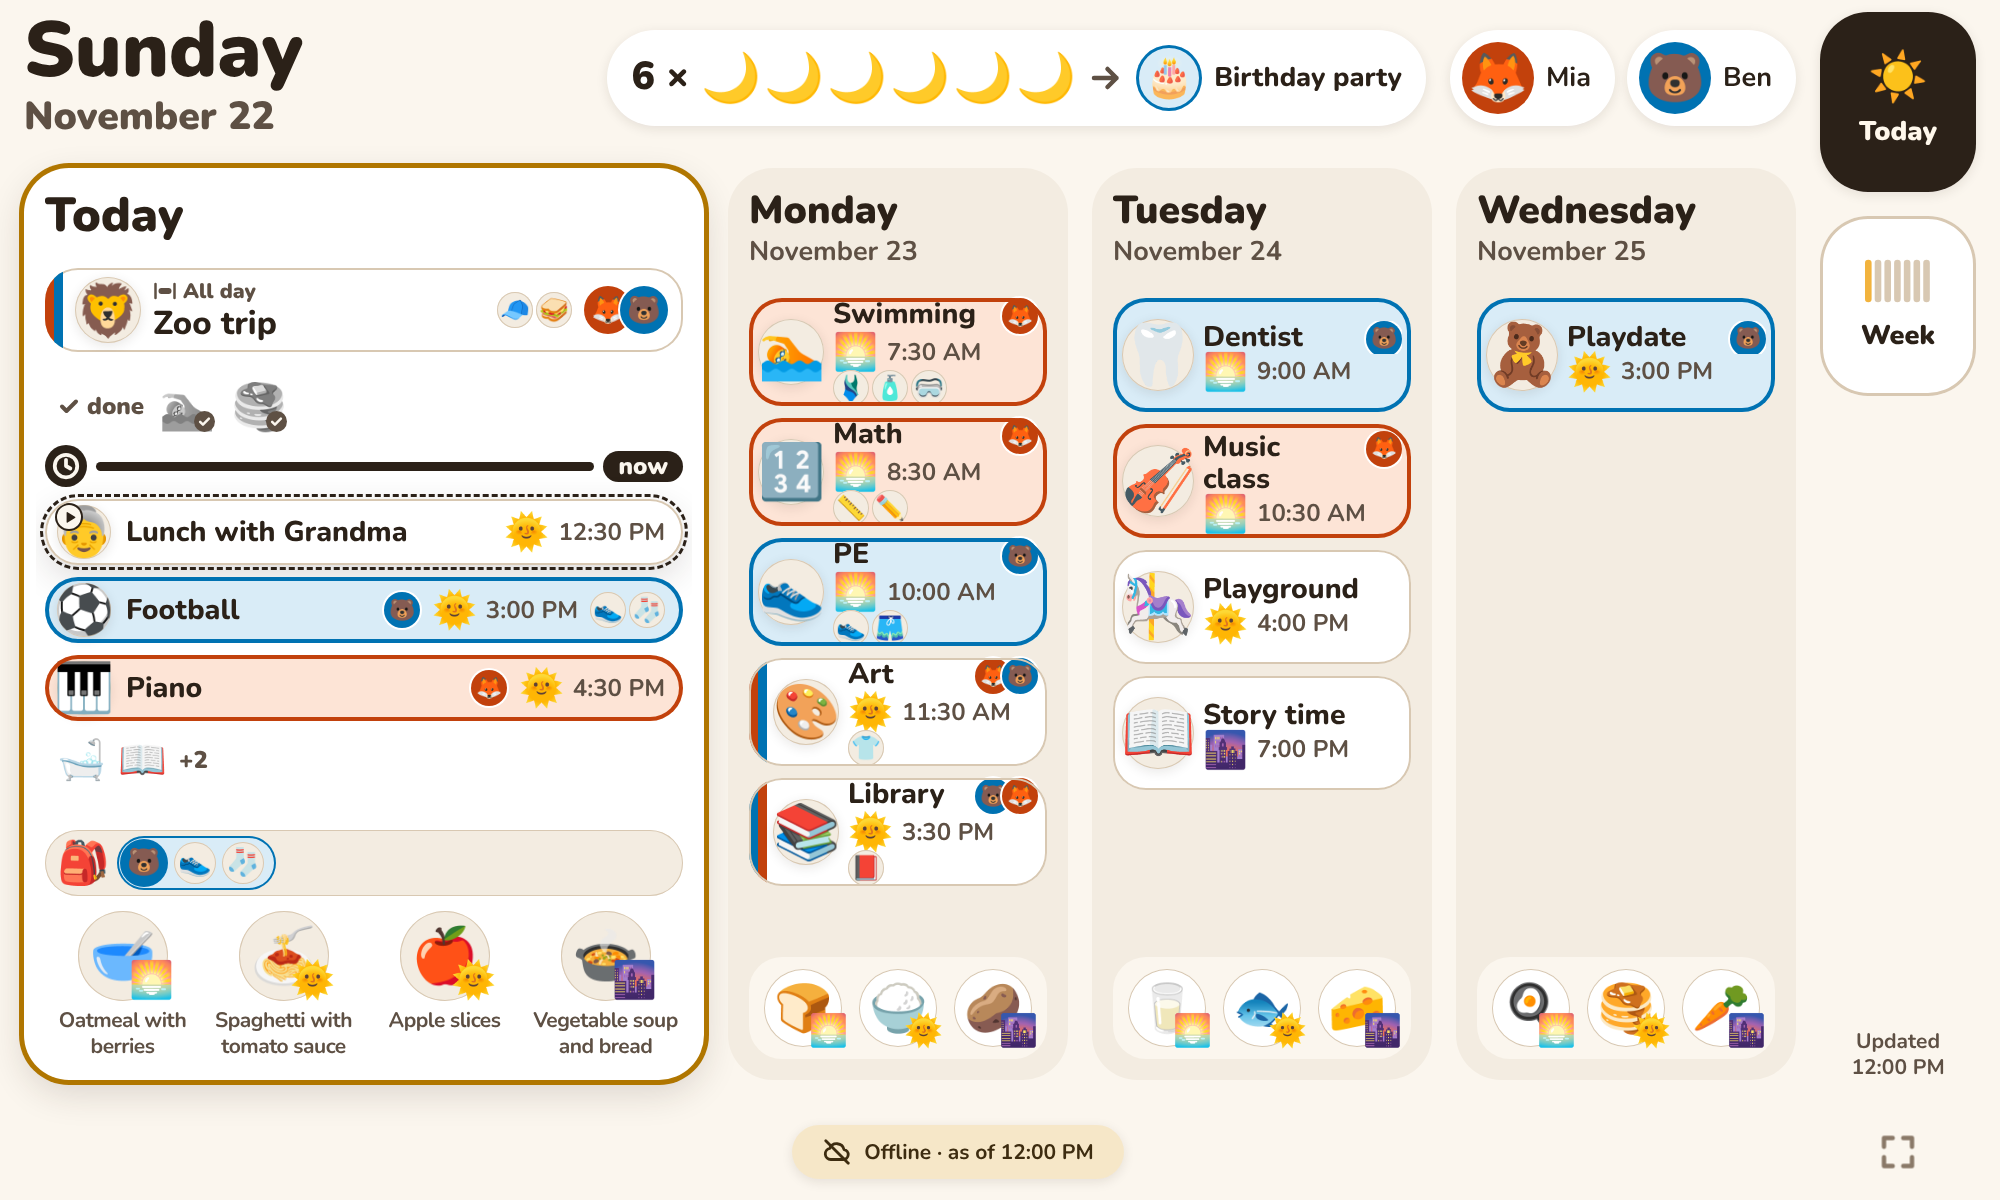 Sunday
November 22
6 ×
Birthday party
Mia
Ben
Today
Week
Today
All day
Zoo trip
done
now
Lunch with Grandma
12:30 PM
Football
3:00 PM
Piano
4:30 PM
+2
Oatmeal with
berries
Spaghetti with
tomato sauce
Apple slices
Vegetable soup
and bread
Monday
November 23
Swimming
7:30 AM
Math
8:30 AM
PE
10:00 AM
Art
11:30 AM
Library
3:30 PM
Tuesday
November 24
Dentist
9:00 AM
Music
class
10:30 AM
Playground
4:00 PM
Story time
7:00 PM
Wednesday
November 25
Playdate
3:00 PM
Updated
12:00 PM
Offline · as of 12:00 PM